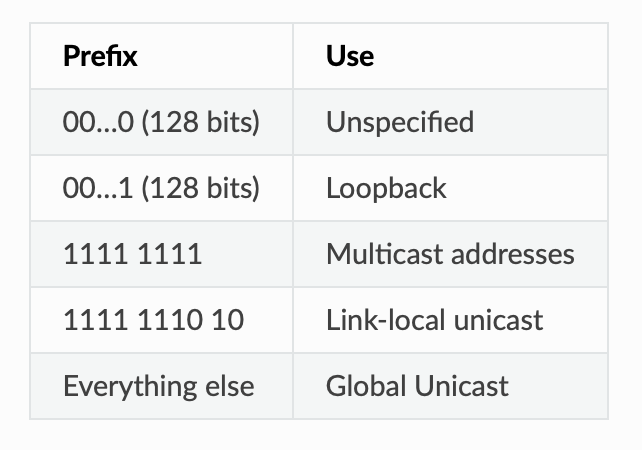 Prefix Use
00…0 (128 bits) Unspecified
00…1 (128 bits) Loopback
1111 1111 Multicast addresses
1111 1110 10 Link-local unicast
Everything else Global Unicast